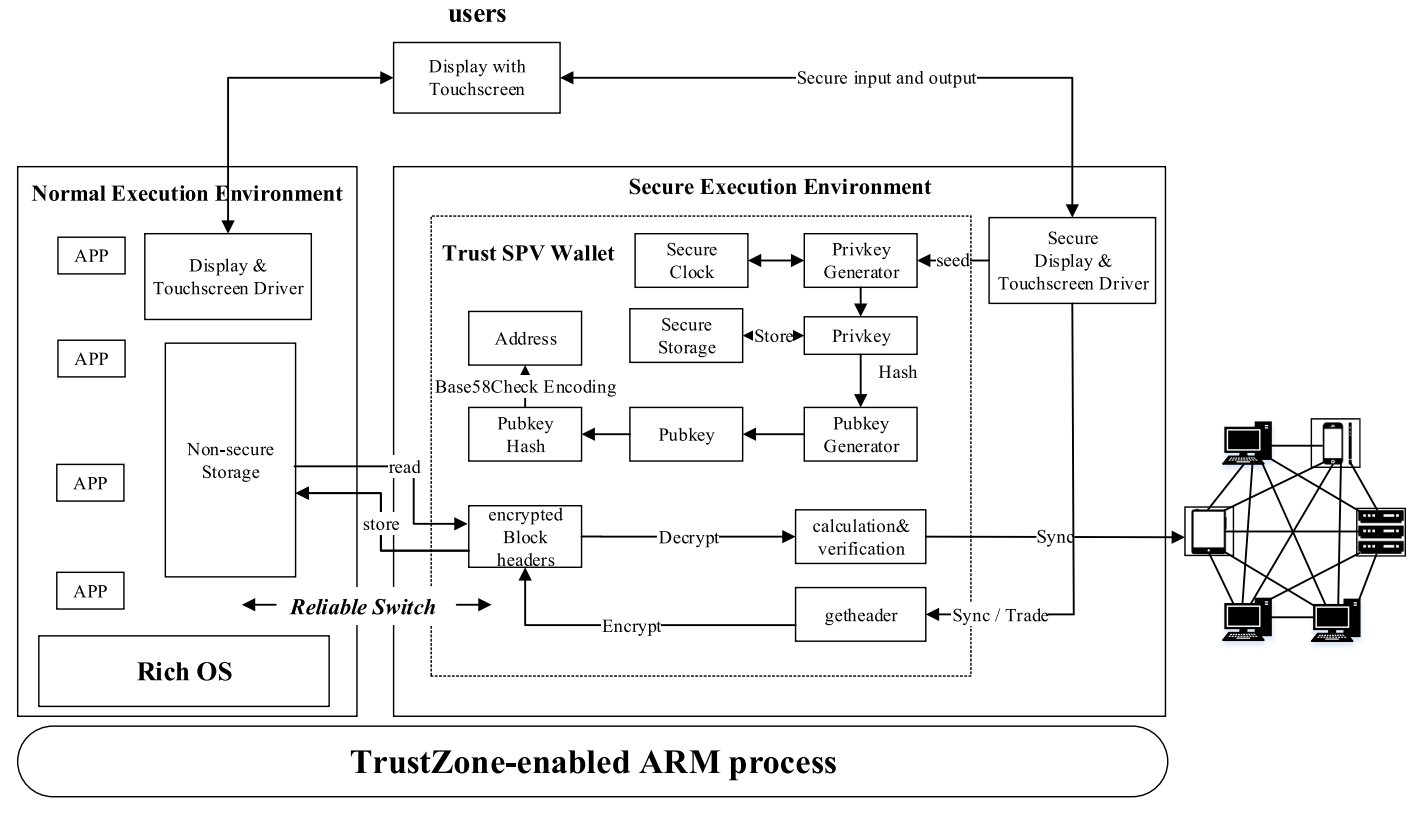 users
Display with
Touchscreen
Secure input and output
Normal Execution Environment
APP
APP
APP
APP
Display &
Touchscreen Driver
Non-secure
Storage
Rich OS
Secure Execution Environment
Trust SPV Wallet
Secure
Clock
Privkey
Generator
seed
Secure
Display &
Touchscreen Driver
Secure
Storage
Store
Privkey
Address
Hash
Base58Check Encoding
Pubkey
Hash
Pubkey
Pubkey
Generator
read
store
encrypted
Block
headers
Decrypt
calculation&
verification
Sync
Reliable Switch
Encrypt
getheader
Sync / Trade
TrustZone-enabled ARM process